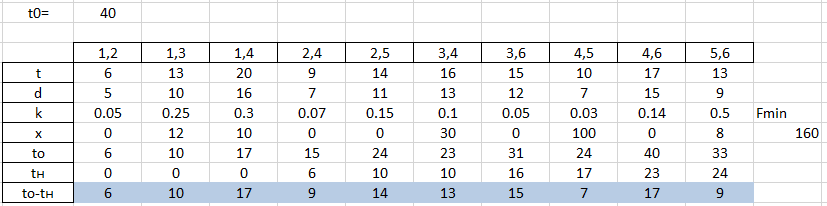 t0= 40
1,2 1,3 1,4 2,4 2,5 3,4 3,6 4,5 4,6 5,6
t 6 13 20 9 14 16 15 10 17 13
d 5 10 16 7 11 13 12 7 15 9
k 0.05 0.25 0.3 0.07 0.15 0.1 0.05 0.03 0.14 0.5 Fmin
x 0 12 10 0 0 30 0 100 0 8 160
to 6 10 17 15 24 23 31 24 40 33
tн 0 0 0 6 10 10 16 17 23 24
to-tн 6 10 17 9 14 13 15 7 17 9